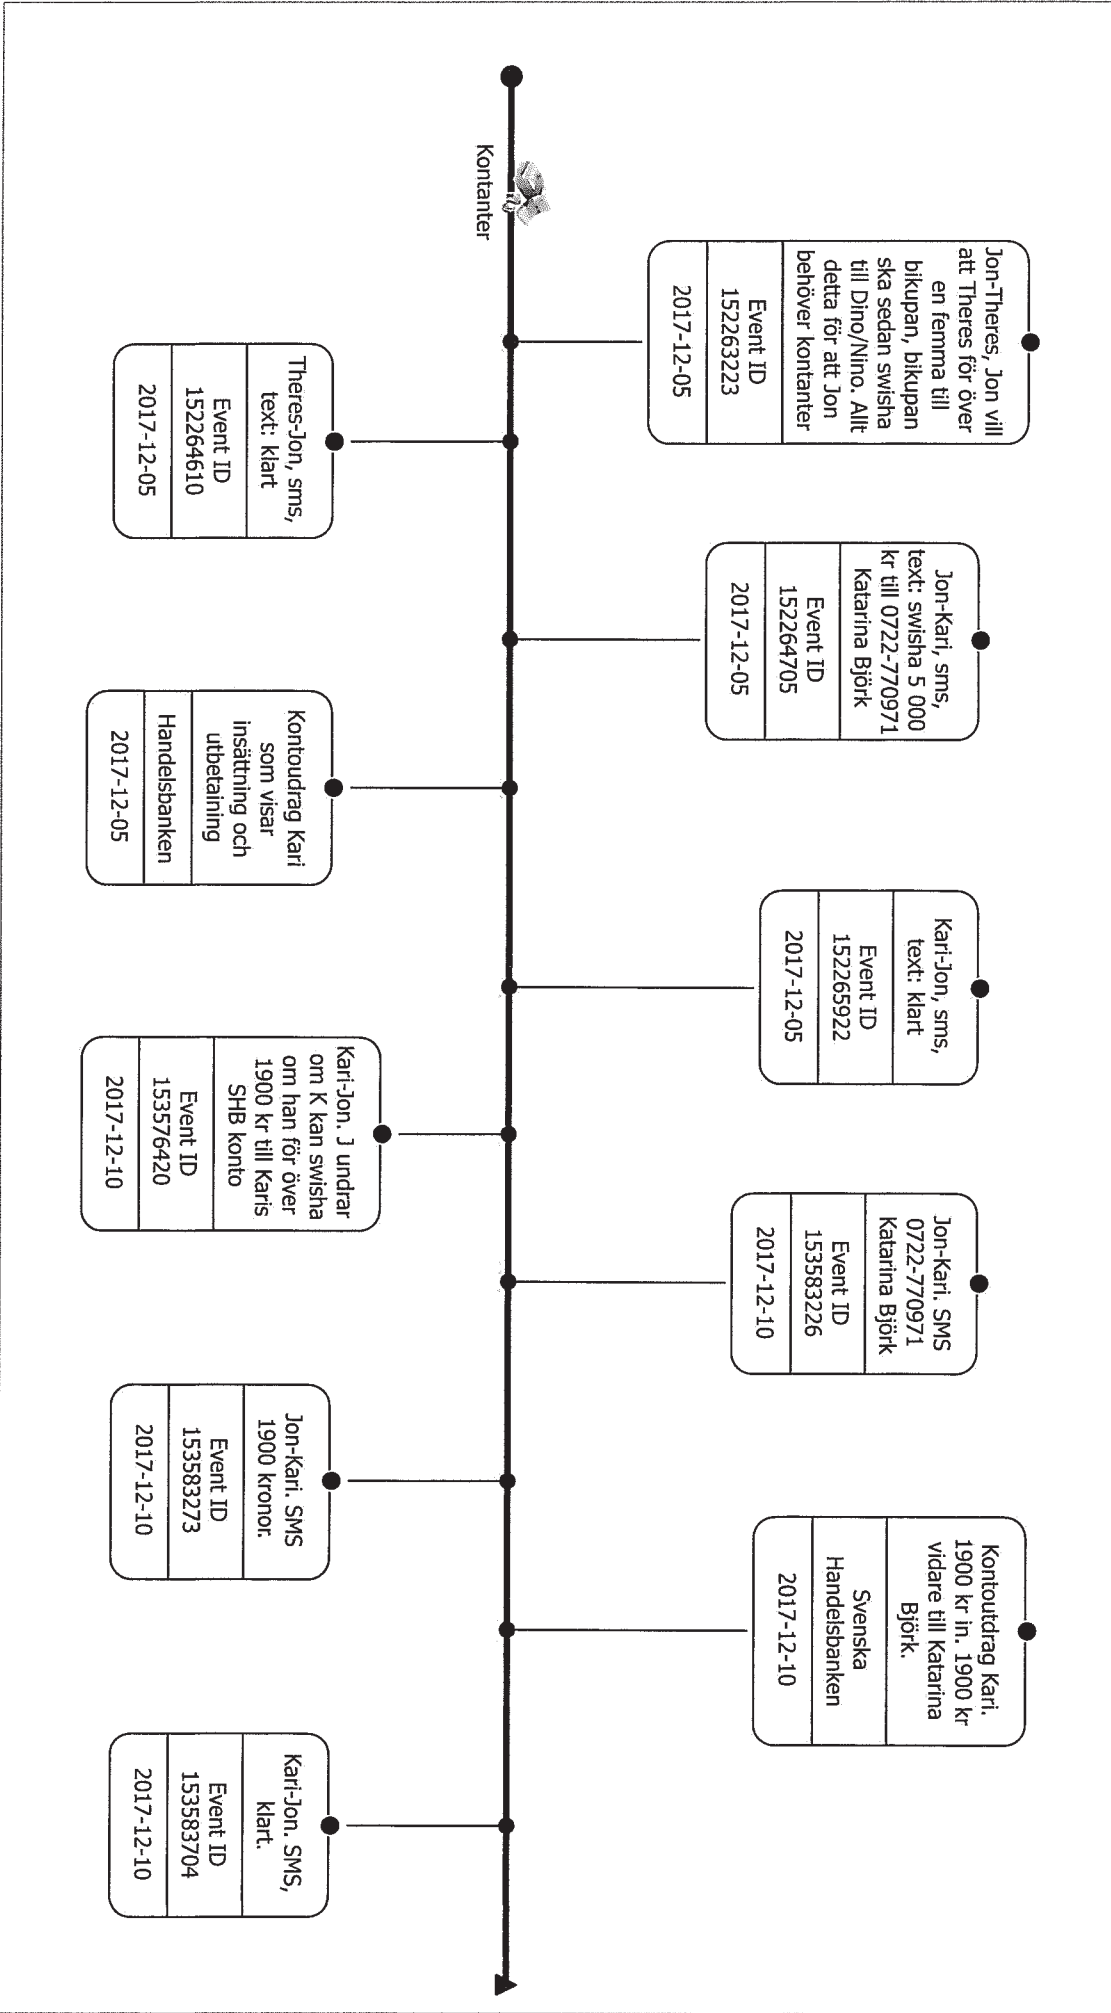 Kontanter
Jon-Theres, Jon vill
att Theres för över
en femma till
bikupan, bikupan
ska sedan swisha
till Dino/Nino. Allt
detta för att Jon
behöver kontanter
Event ID
152263223
2017-12-05
Theres-Jon, sms,
text: klart
Event ID
152264610
2017-12-05
Jon-Kari, sms,
text: swisha 5 000
kr till 0722-770971
Katarina Björk
Event ID
152264705
2017-12-05
Kontoudrag Kari
som visar
insättning och
utbetaining
Handelsbanken
2017-12-05
Kari-Jon, sms,
text: klart
Event ID
152265922
2017-12-05
Kari-Jon. J undrar
om K kan swisha
om han för över
1900 kr till Karis
SHB konto
Event ID
153576420
2017-12-10
Jon-Kari. SMS
0722-770971
Katarina Björk
Event ID
153583226
2017-12-10
Jon-Kari. SMS
1900 kronor.
Event ID
153583273
2017-12-10
Kontoutdrag Kari.
1900 kr in. 1900 kr
vidare till Katarina
Björk.
Svenska
Handelsbanken
2017-12-10
Kari-Jon. SMS,
klart.
Event ID
153583704
2017-12-10